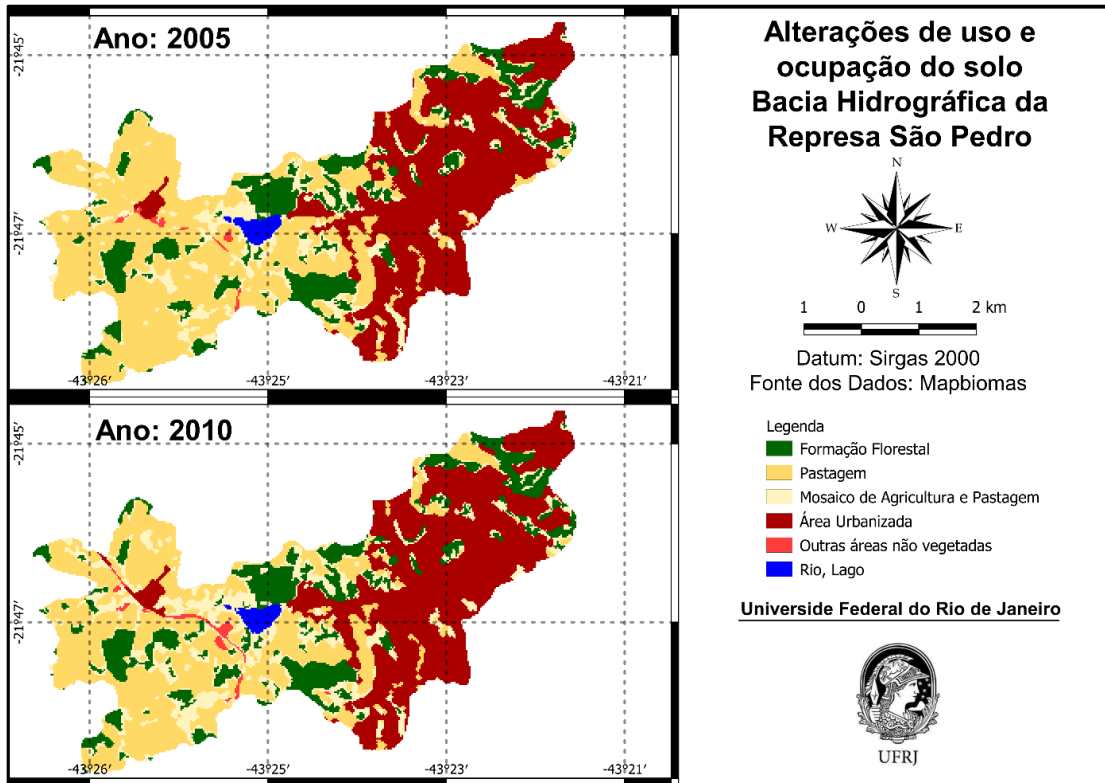 Ano: 2005
-21°45'
-21°47'
-43°26'
-43°25'
-43°23'
-43°21'
Ano: 2010
-21°45'
-21°47'
-43°26'
-43°25'
-43°23'
-43°21'
Alterações de uso e
ocupação do solo
Bacia Hidrográfica da
Represa São Pedro
N
W
E
S
1 0 1 2 km
Datum: Sirgas 2000
Fonte dos Dados: Mapbiomas
Legenda
Formação Florestal
Pastagem
Mosaico de Agricultura e Pastagem
Área Urbanizada
Outras áreas não vegetadas
Rio, Lago
Universide Federal do Rio de Janeiro
UFRJ